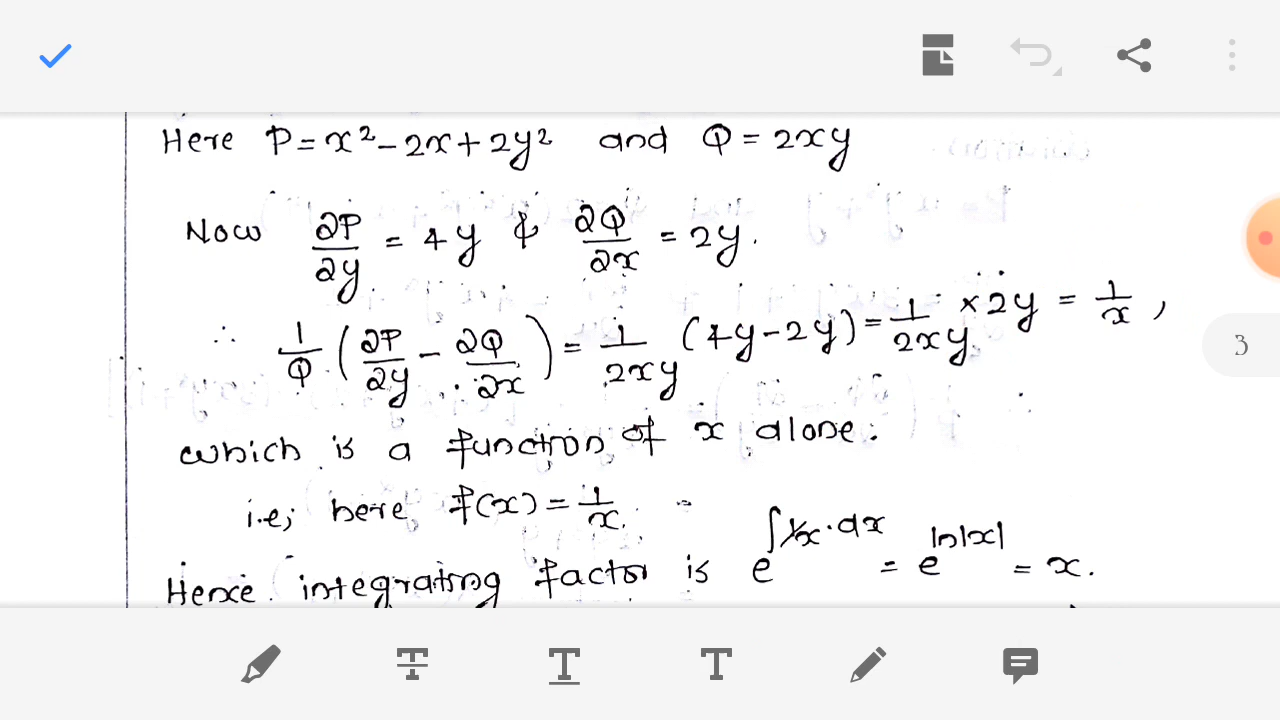 Here P = x² - 2x + 2y² and Q = 2xy
Now ∂P/∂y = 4y & ∂Q/∂x = 2y.
∴ 1/Q (∂P/∂y - ∂Q/∂x) = 1/2xy (4y - 2y) = 1/2xy × 2y = 1/x ,
which is a function of x alone.
i.e; here f(x) = 1/x.
Hence integrating factor is e^∫1/x·dx = e^ln|x| = x.
3
T T T